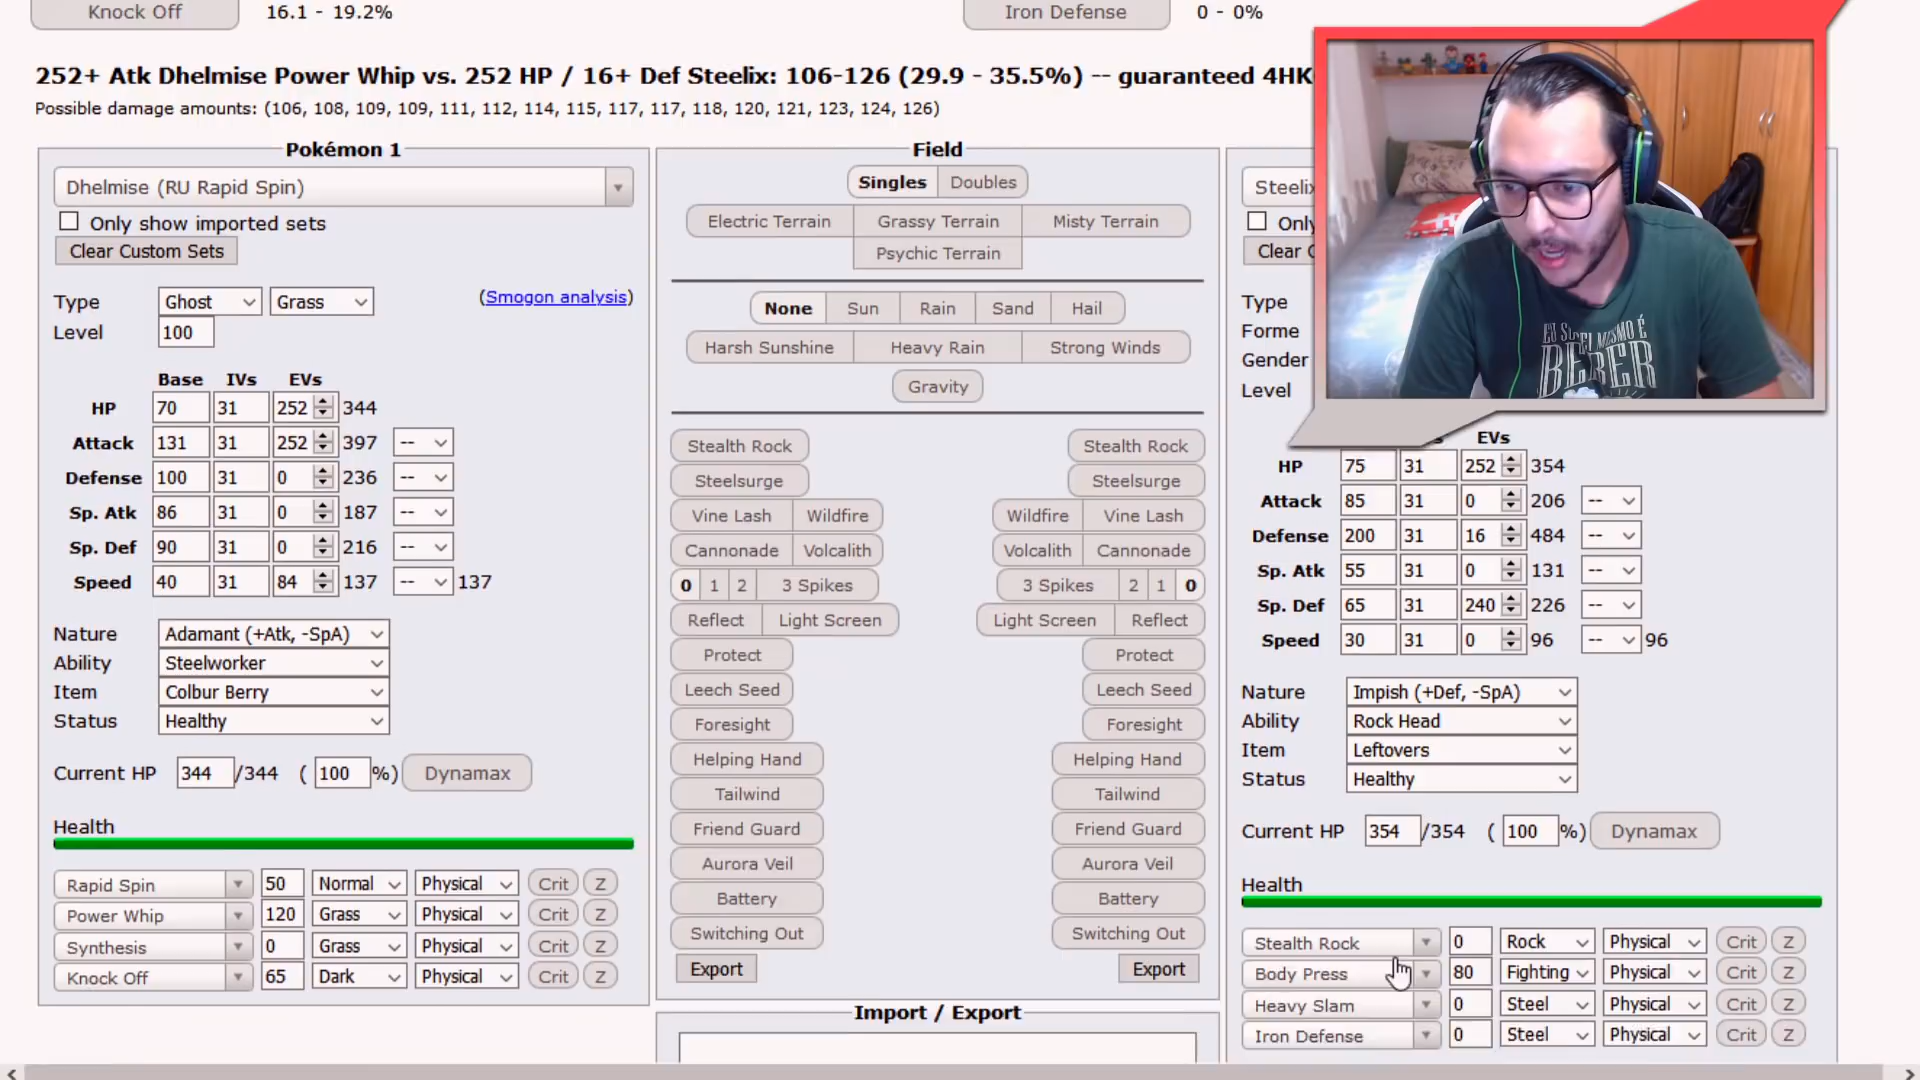 Knock Off 16.1 - 19.2% Iron Defense 0 - 0%
252+ Atk Dhelmise Power Whip vs. 252 HP / 16+ Def Steelix: 106-126 (29.9 - 35.5%) -- guaranteed 4HK
Possible damage amounts: (106, 108, 109, 109, 111, 112, 114, 115, 117, 117, 118, 120, 121, 123, 124, 126)
Pokémon 1
Dhelmise (RU Rapid Spin)
Only show imported sets
Clear Custom Sets
Type Ghost Grass (Smogon analysis)
Level 100
Base IVs EVs
HP 70 31 252 344
Attack 131 31 252 397 --
Defense 100 31 0 236 --
Sp. Atk 86 31 0 187 --
Sp. Def 90 31 0 216 --
Speed 40 31 84 137 -- 137
Nature Adamant (+Atk, -SpA)
Ability Steelworker
Item Colbur Berry
Status Healthy
Current HP 344 /344 ( 100 %) Dynamax
Health
Rapid Spin 50 Normal Physical Crit Z
Power Whip 120 Grass Physical Crit Z
Synthesis 0 Grass Physical Crit Z
Knock Off 65 Dark Physical Crit Z
Field
Singles Doubles
Electric Terrain Grassy Terrain Misty Terrain
Psychic Terrain
None Sun Rain Sand Hail
Harsh Sunshine Heavy Rain Strong Winds
Gravity
Stealth Rock Stealth Rock
Steelsurge Steelsurge
Vine Lash Wildfire Wildfire Vine Lash
Cannonade Volcalith Volcalith Cannonade
0 1 2 3 Spikes 3 Spikes 2 1 0
Reflect Light Screen Light Screen Reflect
Protect Protect
Leech Seed Leech Seed
Foresight Foresight
Helping Hand Helping Hand
Tailwind Tailwind
Friend Guard Friend Guard
Aurora Veil Aurora Veil
Battery Battery
Switching Out Switching Out
Export Export
Import / Export
Steelix
Only
Clear C
Type
Forme
Gender
Level
EVs
HP 75 31 252 354
Attack 85 31 0 206 --
Defense 200 31 16 484 --
Sp. Atk 55 31 0 131 --
Sp. Def 65 31 240 226 --
Speed 30 31 0 96 -- 96
Nature Impish (+Def, -SpA)
Ability Rock Head
Item Leftovers
Status Healthy
Current HP 354 /354 ( 100 %) Dynamax
Health
Stealth Rock 0 Rock Physical Crit Z
Body Press 80 Fighting Physical Crit Z
Heavy Slam 0 Steel Physical Crit Z
Iron Defense 0 Steel Physical Crit Z
MESMO É
BEBER